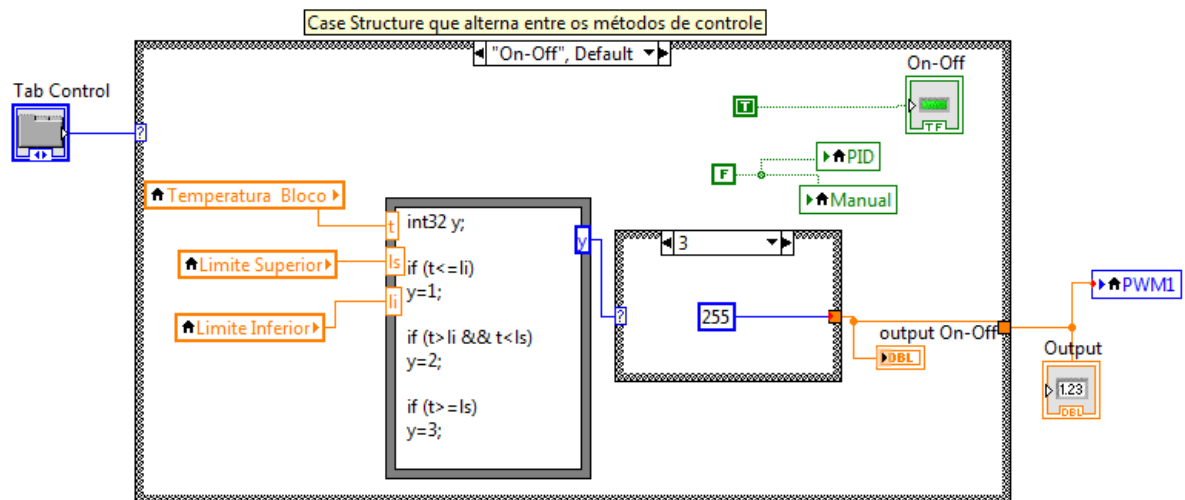 Case Structure que alterna entre os métodos de controle
"On-Off", Default
On-Off
Tab Control
T
TF
?
F
PID
Manual
Temperatura Bloco
t
int32 y;
y
3
Limite Superior
ls
if (t<=li)
y=1;
li
Limite Inferior
?
255
PWM1
if (t>li && t<ls)
y=2;
output On-Off
DBL
Output
1.23
DBL
if (t>=ls)
y=3;